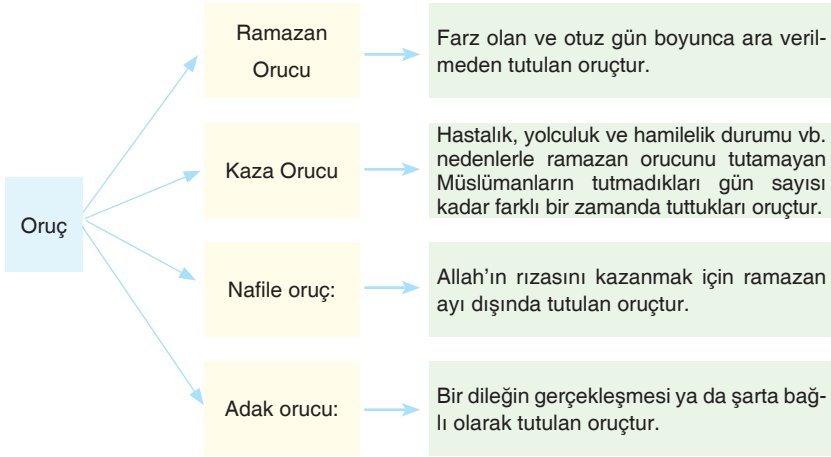 Oruç
Ramazan
Orucu
Farz olan ve otuz gün boyunca ara veril-
meden tutulan oruçtur.
Kaza Orucu
Hastalık, yolculuk ve hamilelik durumu vb.
nedenlerle ramazan orucunu tutamayan
Müslümanların tutmadıkları gün sayısı
kadar farklı bir zamanda tuttukları oruçtur.
Nafile oruç:
Allah’ın rızasını kazanmak için ramazan
ayı dışında tutulan oruçtur.
Adak orucu:
Bir dileğin gerçekleşmesi ya da şarta bağ-
lı olarak tutulan oruçtur.